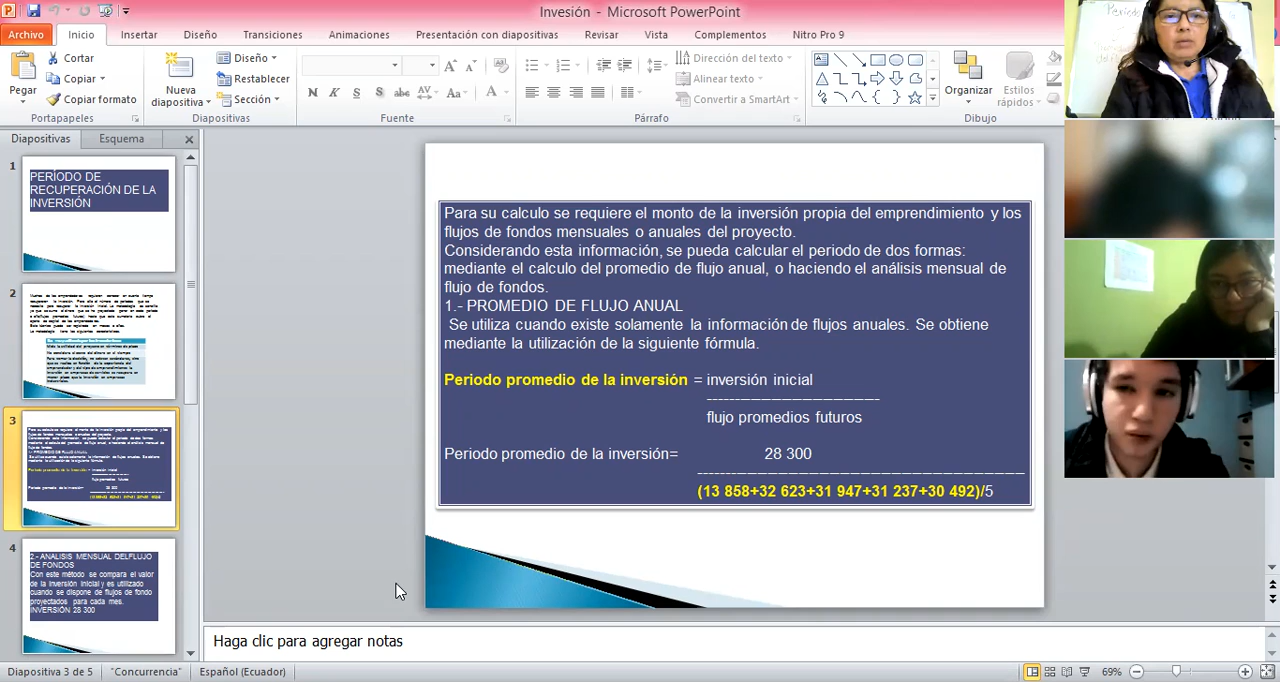 Invesión - Microsoft PowerPoint
Archivo Inicio Insertar Diseño Transiciones Animaciones Presentación con diapositivas Revisar Vista Complementos Nitro Pro 9
Pegar
Cortar
Copiar
Copiar formato
Portapapeles
Nueva
diapositiva
Diseño
Restablecer
Sección
Diapositivas
N K S S abc AV Aa A
Fuente
Párrafo
Dirección del texto
Alinear texto
Convertir a SmartArt
Organizar
Estilos
rápidos
Dibujo
Diapositivas Esquema
1
PERÍODO DE
RECUPERACIÓN DE LA
INVERSIÓN
2
3
4
2.- ANALISIS MENSUAL DELFLUJO
DE FONDOS
Con este método se compara el valor
de la inversión inicial y es utilizado
cuando se dispone de flujos de fondo
proyectados para cada mes.
INVERSIÓN 28 300
Para su calculo se requiere el monto de la inversión propia del emprendimiento y los
flujos de fondos mensuales o anuales del proyecto.
Considerando esta información, se pueda calcular el periodo de dos formas:
mediante el calculo del promedio de flujo anual, o haciendo el análisis mensual de
flujo de fondos.
1.- PROMEDIO DE FLUJO ANUAL
Se utiliza cuando existe solamente la información de flujos anuales. Se obtiene
mediante la utilización de la siguiente fórmula.
Periodo promedio de la inversión = inversión inicial
flujo promedios futuros
Periodo promedio de la inversión= 28 300
(13 858+32 623+31 947+31 237+30 492)/5
Haga clic para agregar notas
Diapositiva 3 de 5 "Concurrencia" Español (Ecuador) 69%